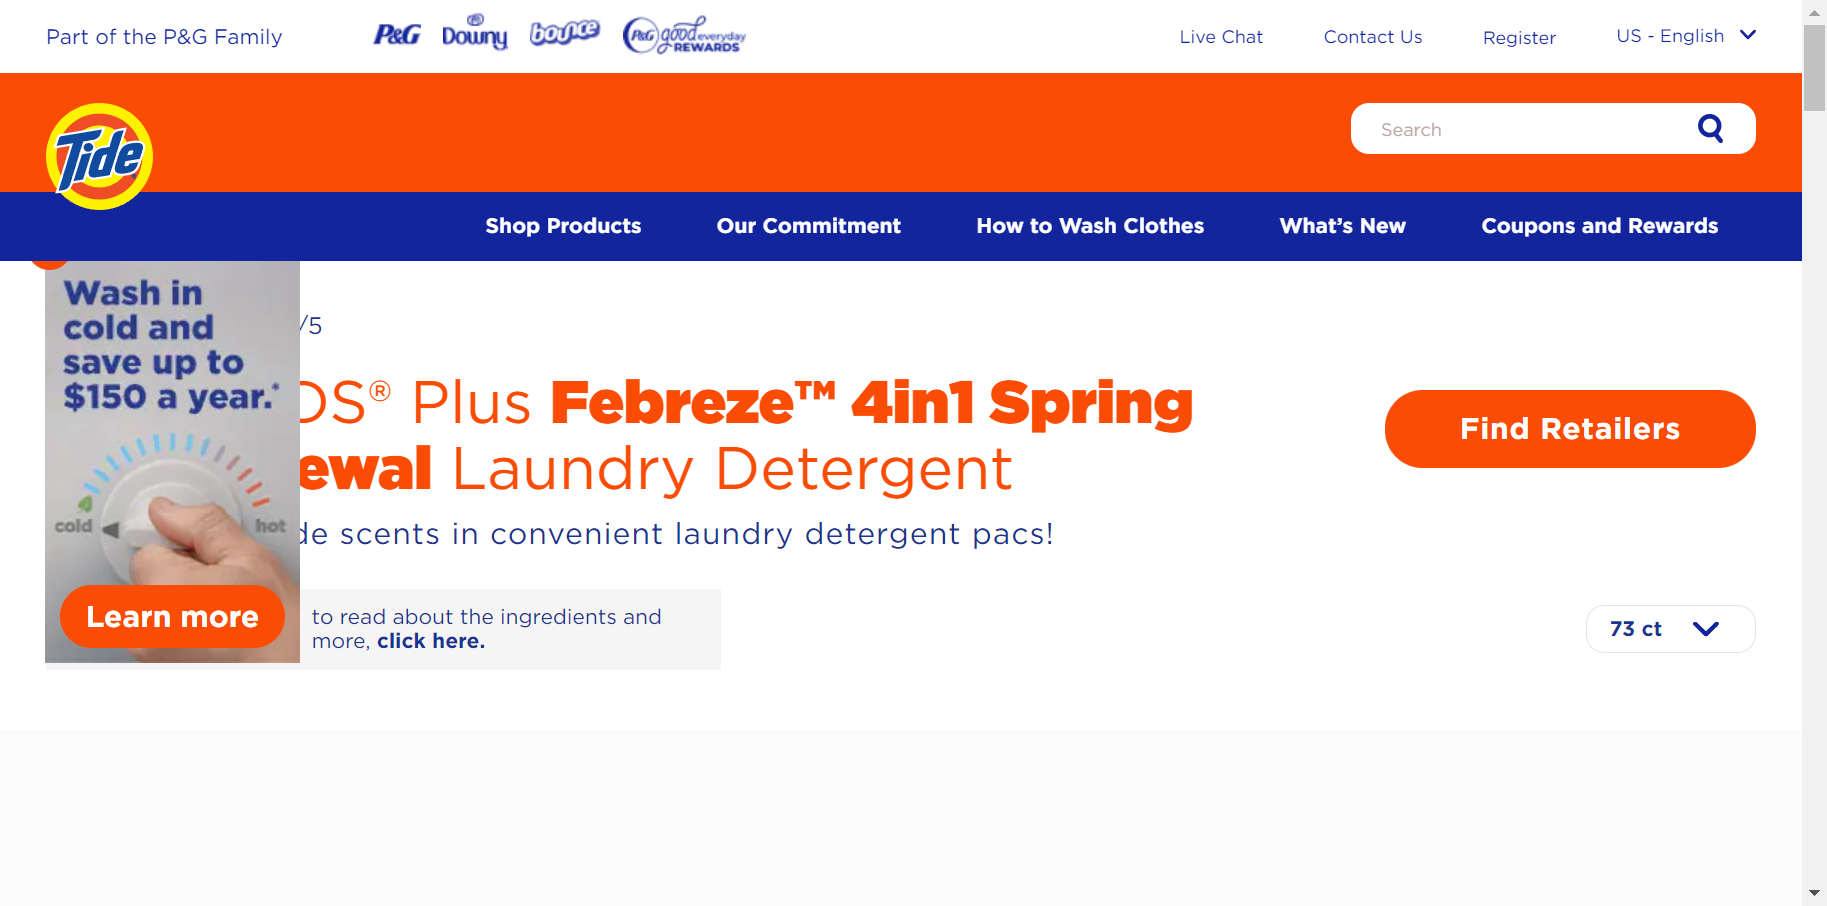 Part of the P&G Family
P&G
Downy
bounce
P&G good everyday REWARDS
Live Chat
Contact Us
Register
US - English
Tide
Search
Shop Products
Our Commitment
How to Wash Clothes
What's New
Coupons and Rewards
Wash in
cold and
save up to
$150 a year.*
cold
hot
Learn more
/5
DS® Plus Febreze™ 4in1 Spring
ewal Laundry Detergent
de scents in convenient laundry detergent pacs!
to read about the ingredients and
more, click here.
Find Retailers
73 ct